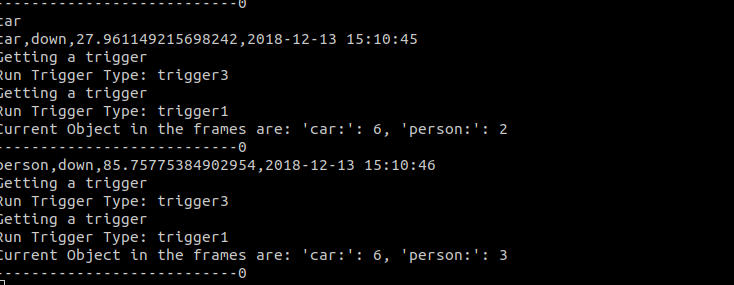 ---------------------------0
car
car,down,27.961149215698242,2018-12-13 15:10:45
Getting a trigger
Run Trigger Type: trigger3
Getting a trigger
Run Trigger Type: trigger1
Current Object in the frames are: 'car:': 6, 'person:': 2
---------------------------0
person,down,85.75775384902954,2018-12-13 15:10:46
Getting a trigger
Run Trigger Type: trigger3
Getting a trigger
Run Trigger Type: trigger1
Current Object in the frames are: 'car:': 6, 'person:': 3
---------------------------0